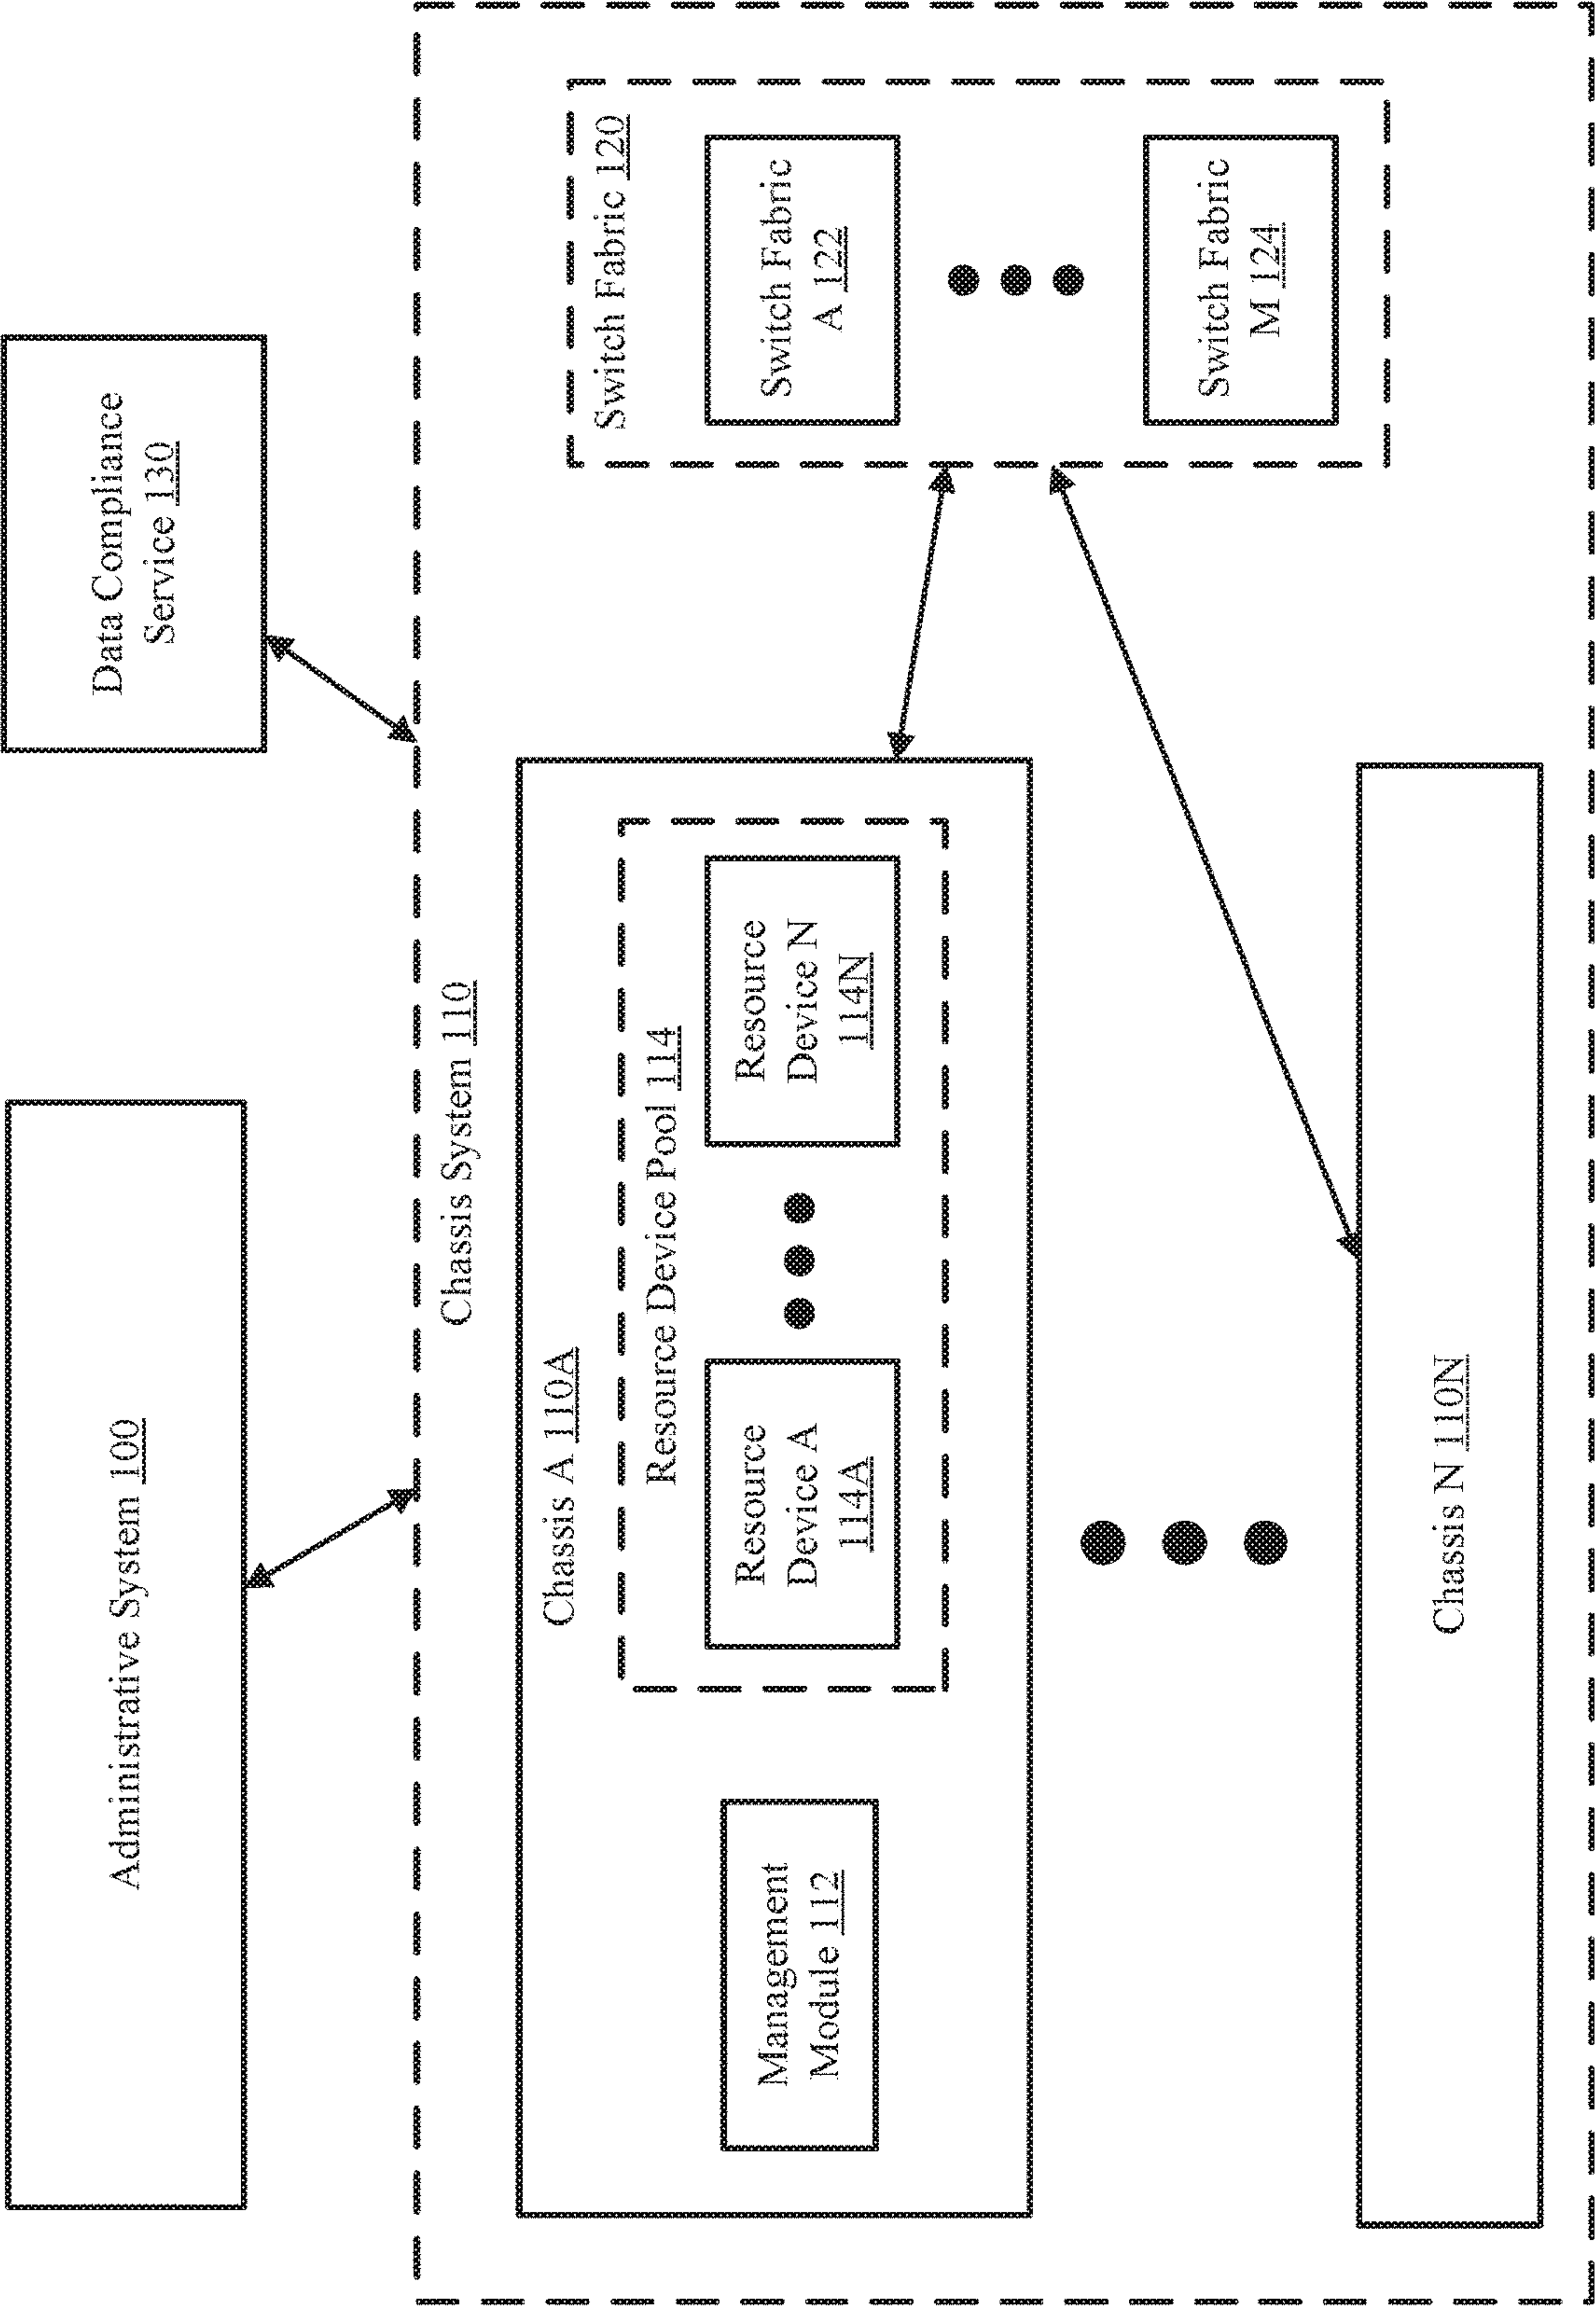 Administrative System 100
Data Compliance
Service 130
Chassis System 110
Chassis A 110A
Management
Module 112
Resource Device Pool 114
Resource
Device A
114A
Resource
Device N
114N
Switch Fabric 120
Switch Fabric
A 122
Switch Fabric
M 124
Chassis N 110N